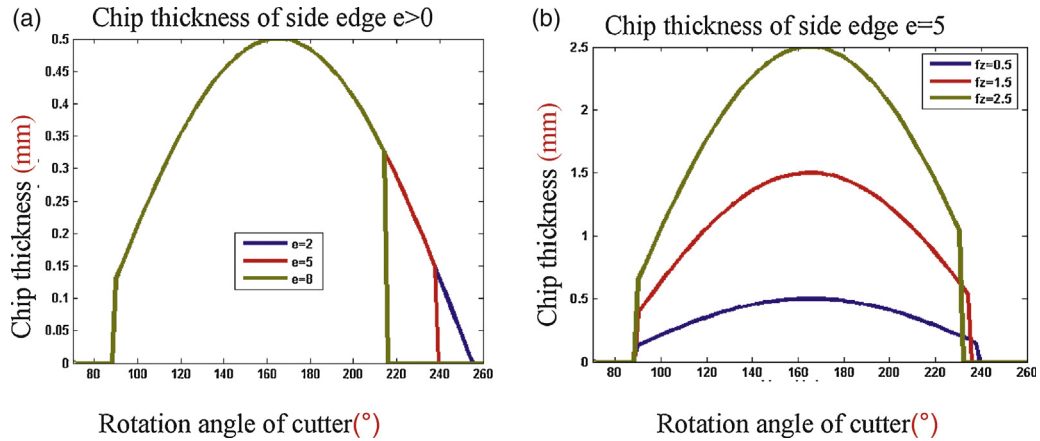 (a)
Chip thickness of side edge e>0
0.5
0.45
0.4
0.35
0.3
0.25
0.2
0.15
0.1
0.05
0
80 100 120 140 160 180 200 220 240 260
Chip thickness (mm)
e=2
e=5
e=8
Rotation angle of cutter(°)
(b)
Chip thickness of side edge e=5
2.5
2
1.5
1
0.5
0
80 100 120 140 160 180 200 220 240 260
Chip thickness (mm)
fz=0.5
fz=1.5
fz=2.5
Rotation angle of cutter(°)